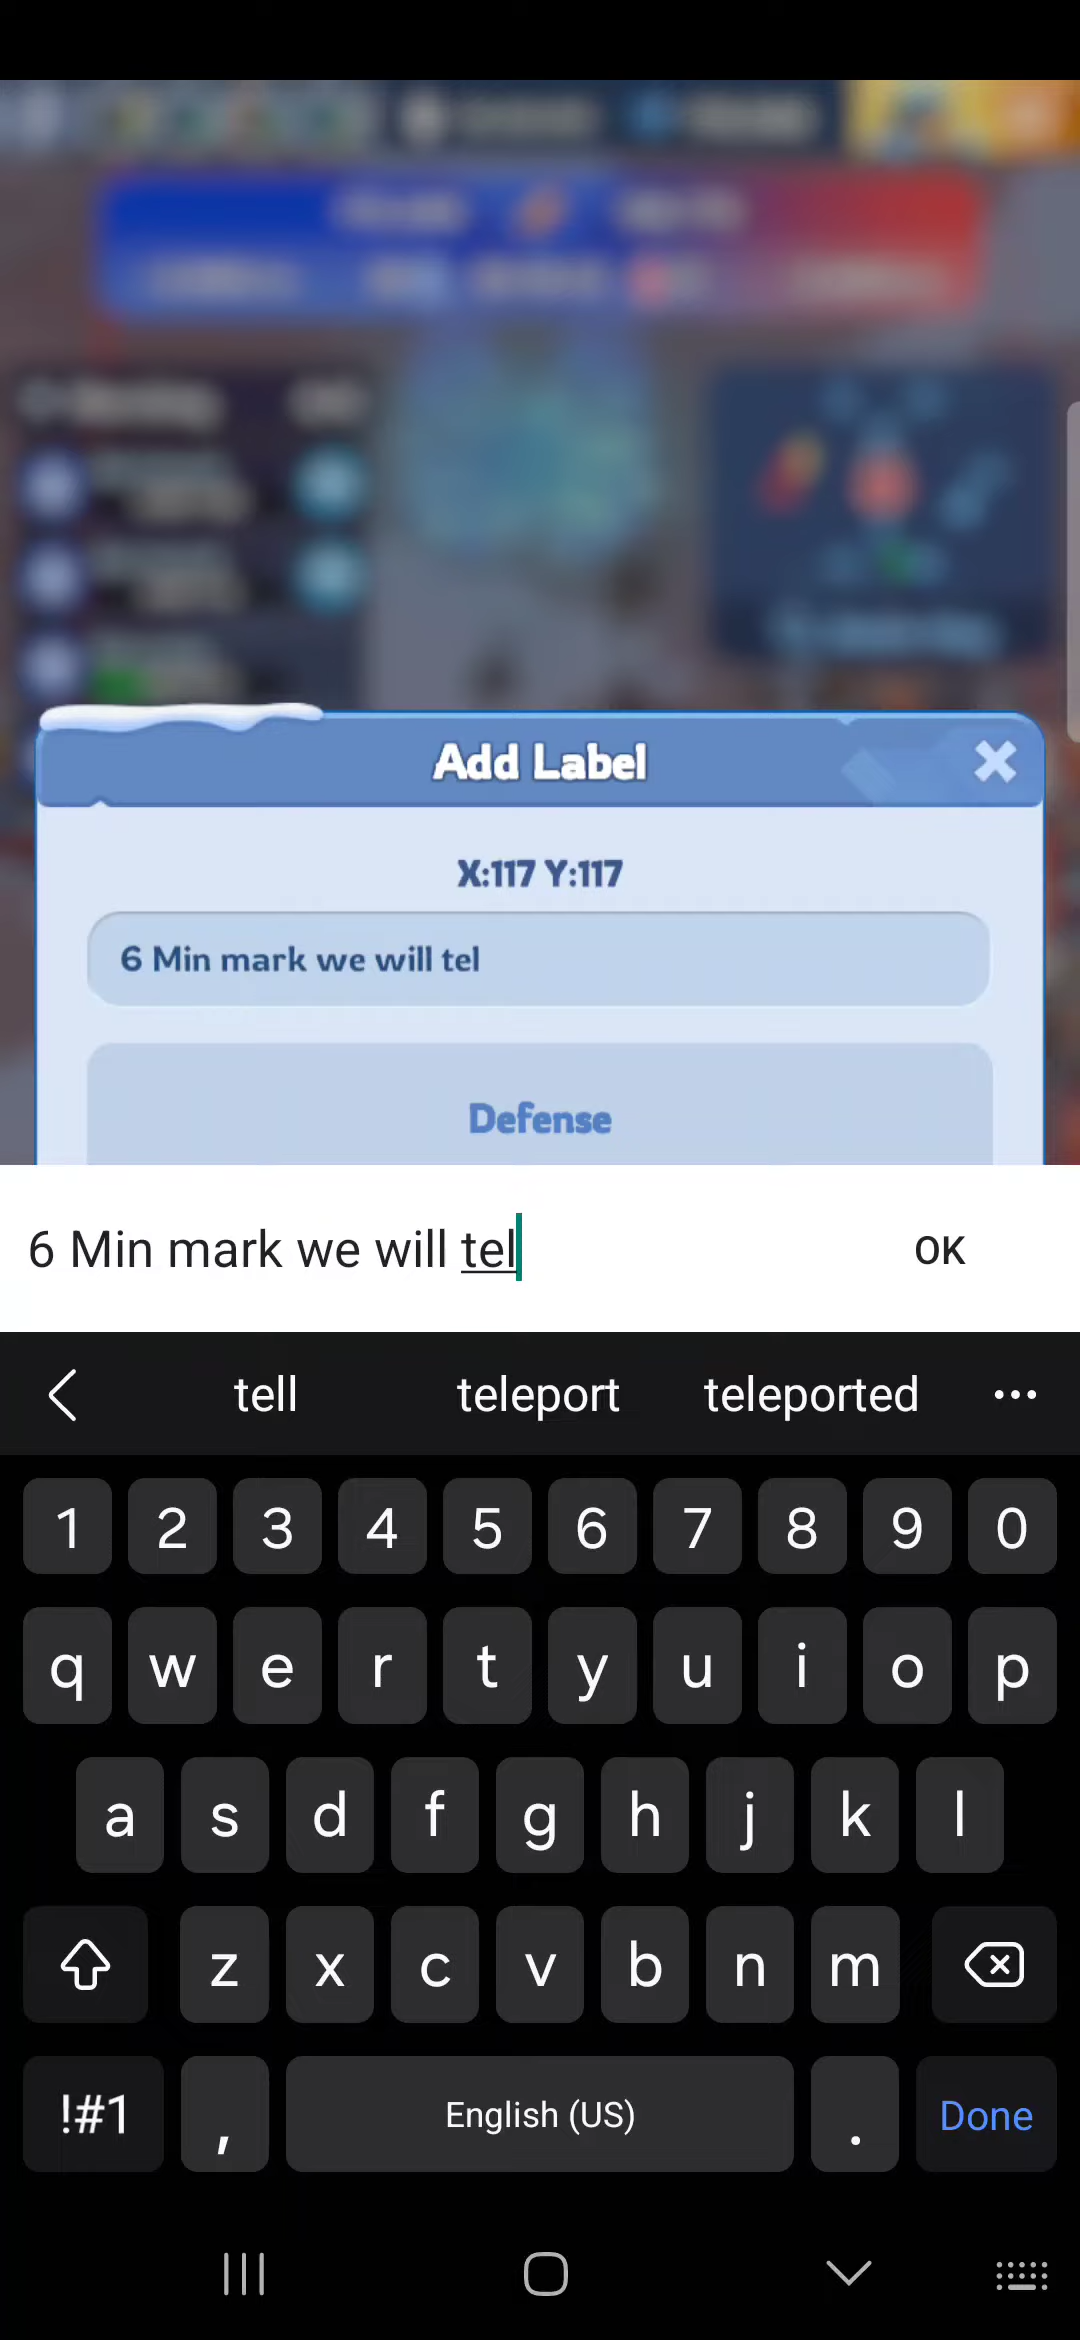 Add Label
X:117 Y:117
6 Min mark we will tel
Defense
6 Min mark we will tel
OK
tell teleport teleported
1 2 3 4 5 6 7 8 9 0
q w e r t y u i o p
a s d f g h j k l
z x c v b n m
!#1 , English (US) . Done